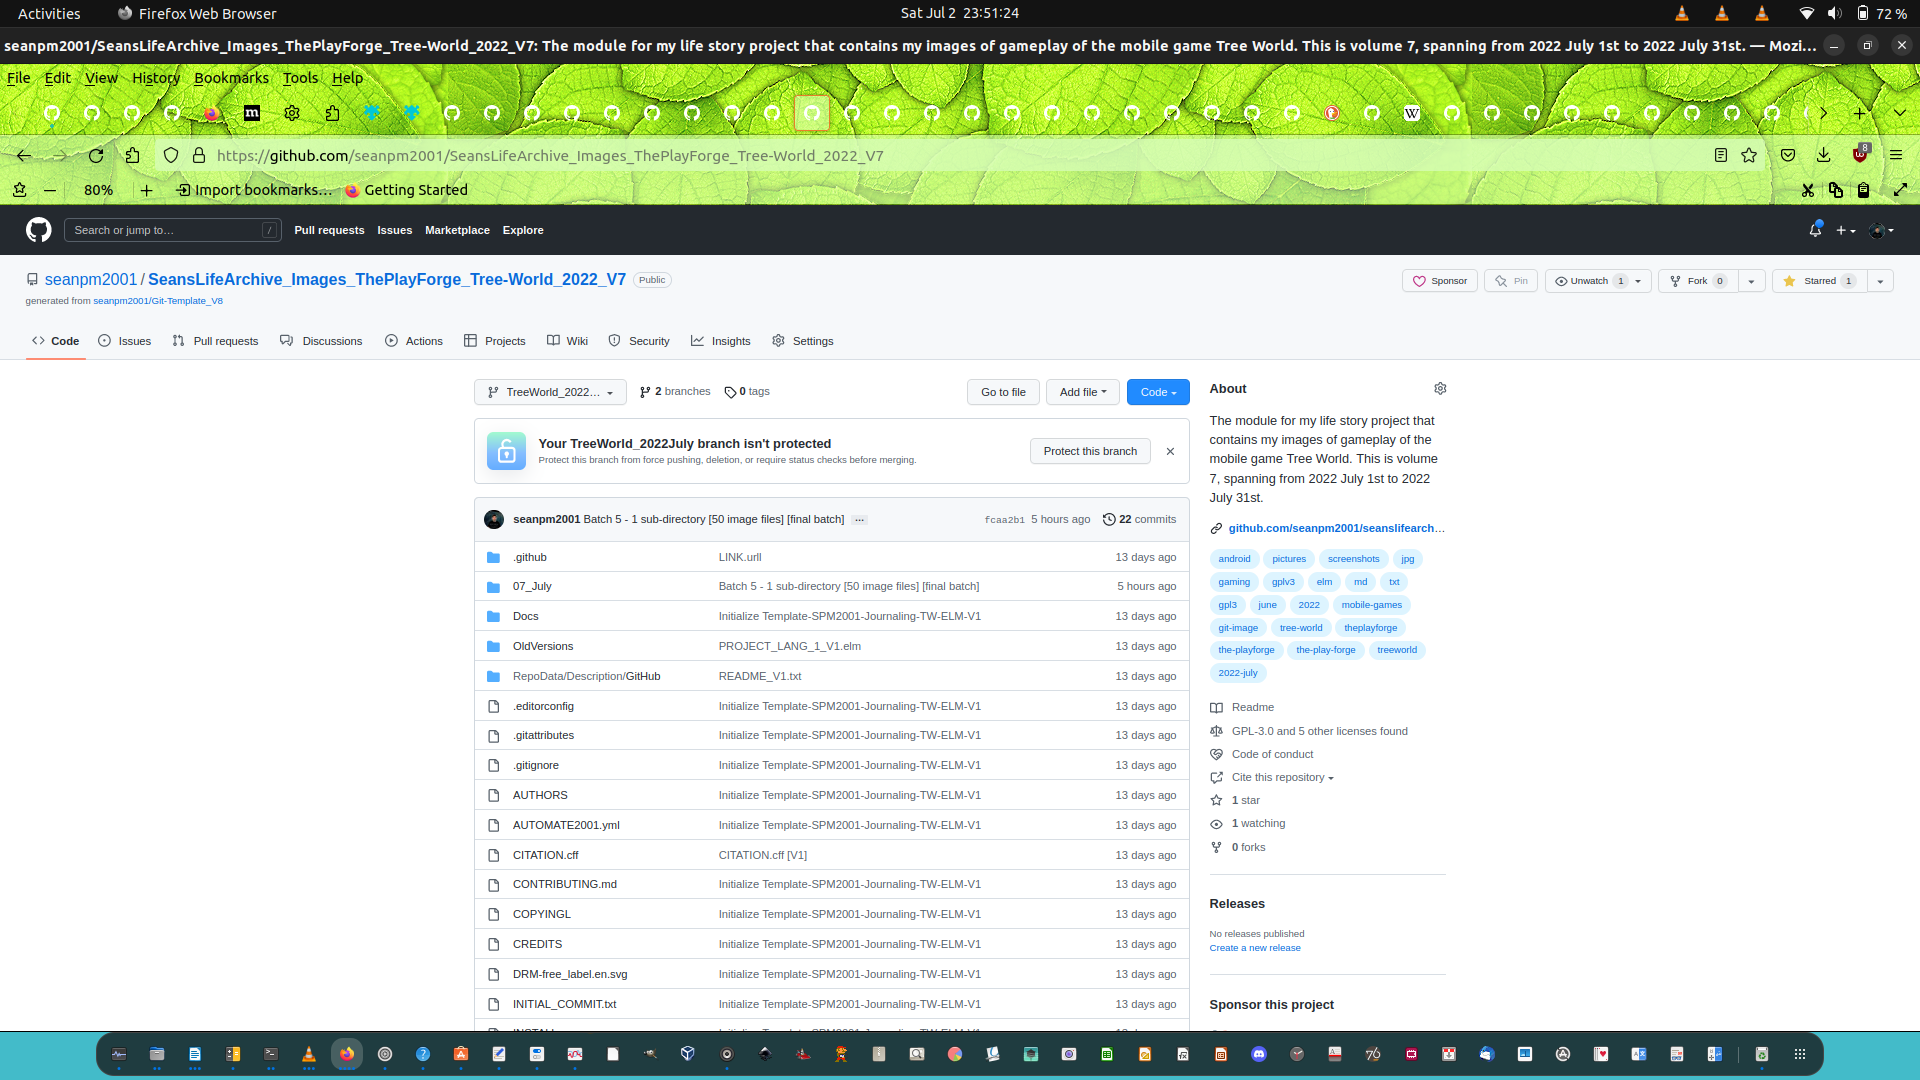 Activities
Firefox Web Browser
Sat Jul 2 23:51:24
72 %
seanpm2001/SeansLifeArchive_Images_ThePlayForge_Tree-World_2022_V7: The module for my life story project that contains my images of gameplay of the mobile game Tree World. This is volume 7, spanning from 2022 July 1st to 2022 July 31st. — Mozi…
File Edit View History Bookmarks Tools Help
https://github.com/seanpm2001/SeansLifeArchive_Images_ThePlayForge_Tree-World_2022_V7
8
80%
Import bookmarks…
Getting Started
Search or jump to…
/
Pull requests Issues Marketplace Explore
seanpm2001 / SeansLifeArchive_Images_ThePlayForge_Tree-World_2022_V7 Public
Sponsor
Pin
Unwatch 1
Fork 0
Starred 1
generated from seanpm2001/Git-Template_V8
Code Issues Pull requests Discussions Actions Projects Wiki Security Insights Settings
TreeWorld_2022…
2 branches
0 tags
Go to file
Add file
Code
Your TreeWorld_2022July branch isn't protected
Protect this branch from force pushing, deletion, or require status checks before merging.
Protect this branch
seanpm2001 Batch 5 - 1 sub-directory [50 image files] [final batch] …
fcaa2b1 5 hours ago
22 commits
.github LINK.urll 13 days ago
07_July Batch 5 - 1 sub-directory [50 image files] [final batch] 5 hours ago
Docs Initialize Template-SPM2001-Journaling-TW-ELM-V1 13 days ago
OldVersions PROJECT_LANG_1_V1.elm 13 days ago
RepoData/Description/GitHub README_V1.txt 13 days ago
.editorconfig Initialize Template-SPM2001-Journaling-TW-ELM-V1 13 days ago
.gitattributes Initialize Template-SPM2001-Journaling-TW-ELM-V1 13 days ago
.gitignore Initialize Template-SPM2001-Journaling-TW-ELM-V1 13 days ago
AUTHORS Initialize Template-SPM2001-Journaling-TW-ELM-V1 13 days ago
AUTOMATE2001.yml Initialize Template-SPM2001-Journaling-TW-ELM-V1 13 days ago
CITATION.cff CITATION.cff [V1] 13 days ago
CONTRIBUTING.md Initialize Template-SPM2001-Journaling-TW-ELM-V1 13 days ago
COPYINGL Initialize Template-SPM2001-Journaling-TW-ELM-V1 13 days ago
CREDITS Initialize Template-SPM2001-Journaling-TW-ELM-V1 13 days ago
DRM-free_label.en.svg Initialize Template-SPM2001-Journaling-TW-ELM-V1 13 days ago
INITIAL_COMMIT.txt Initialize Template-SPM2001-Journaling-TW-ELM-V1 13 days ago
About
The module for my life story project that
contains my images of gameplay of the
mobile game Tree World. This is volume
7, spanning from 2022 July 1st to 2022
July 31st.
github.com/seanpm2001/seanslifearch…
android pictures screenshots jpg
gaming gplv3 elm md txt
gpl3 june 2022 mobile-games
git-image tree-world theplayforge
the-playforge the-play-forge treeworld
2022-july
Readme
GPL-3.0 and 5 other licenses found
Code of conduct
Cite this repository
1 star
1 watching
0 forks
Releases
No releases published
Create a new release
Sponsor this project